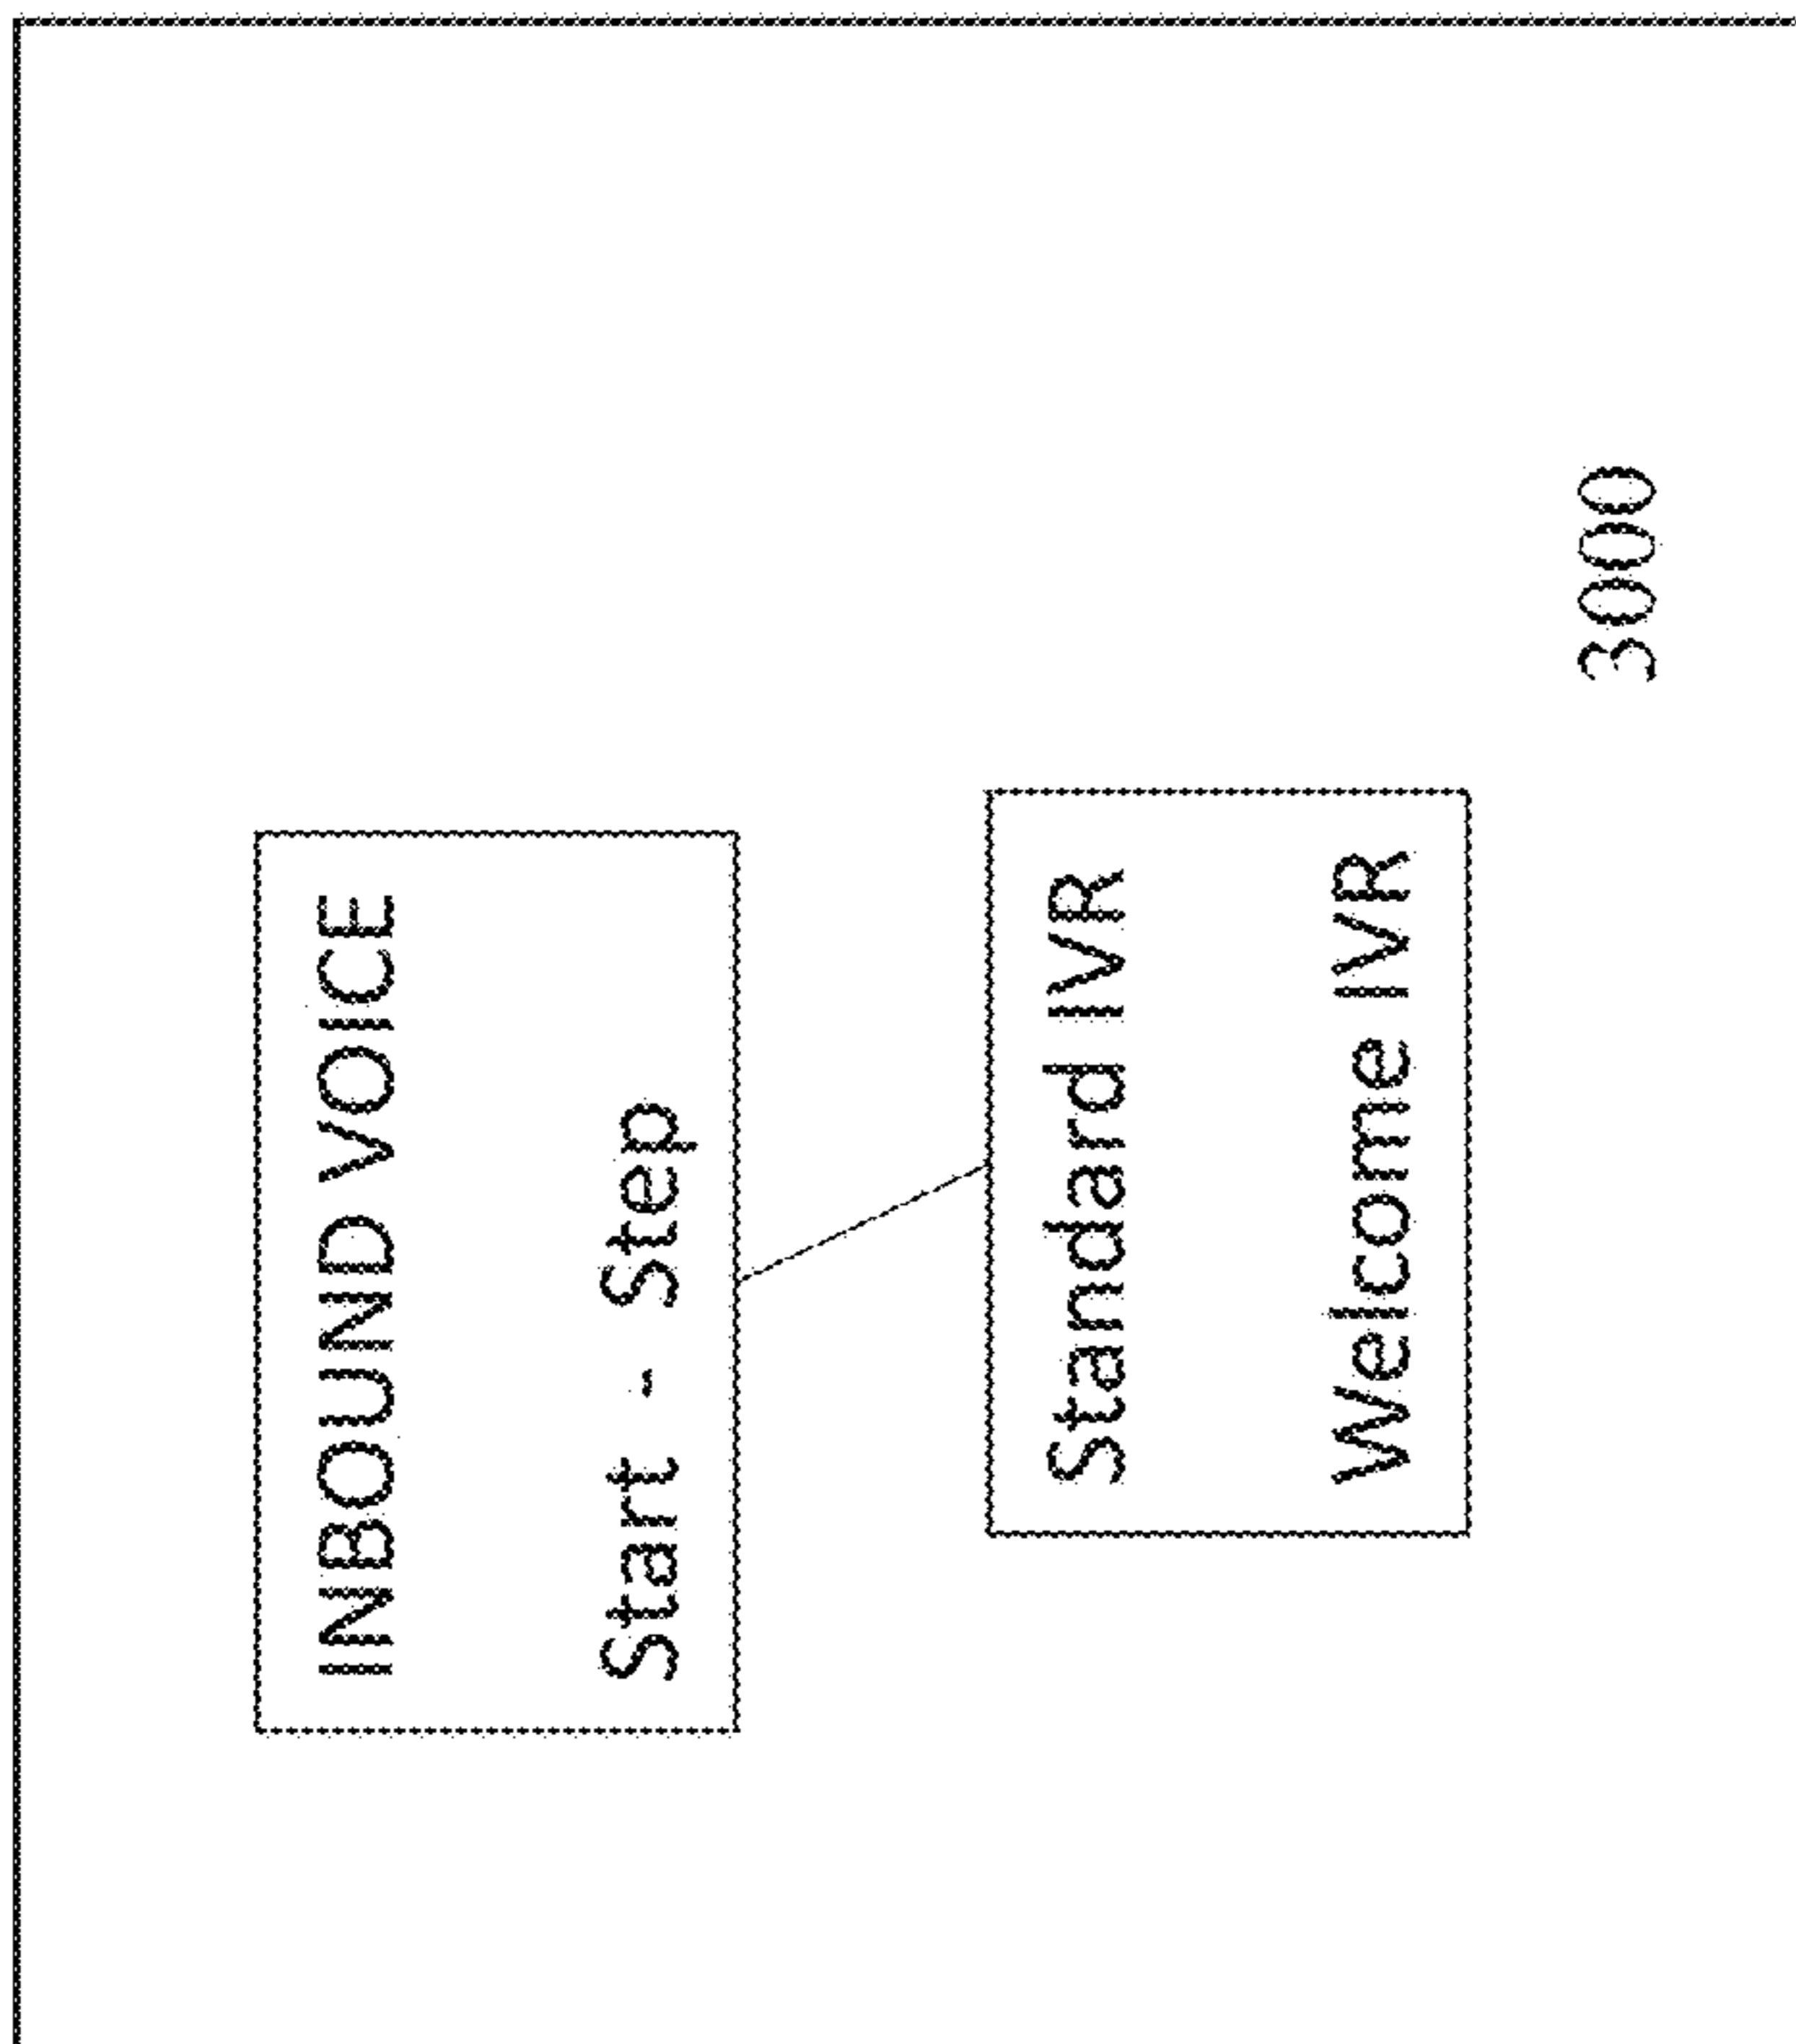 INBOUND VOICE
Start - Step
Standard IVR
Welcome IVR
3000